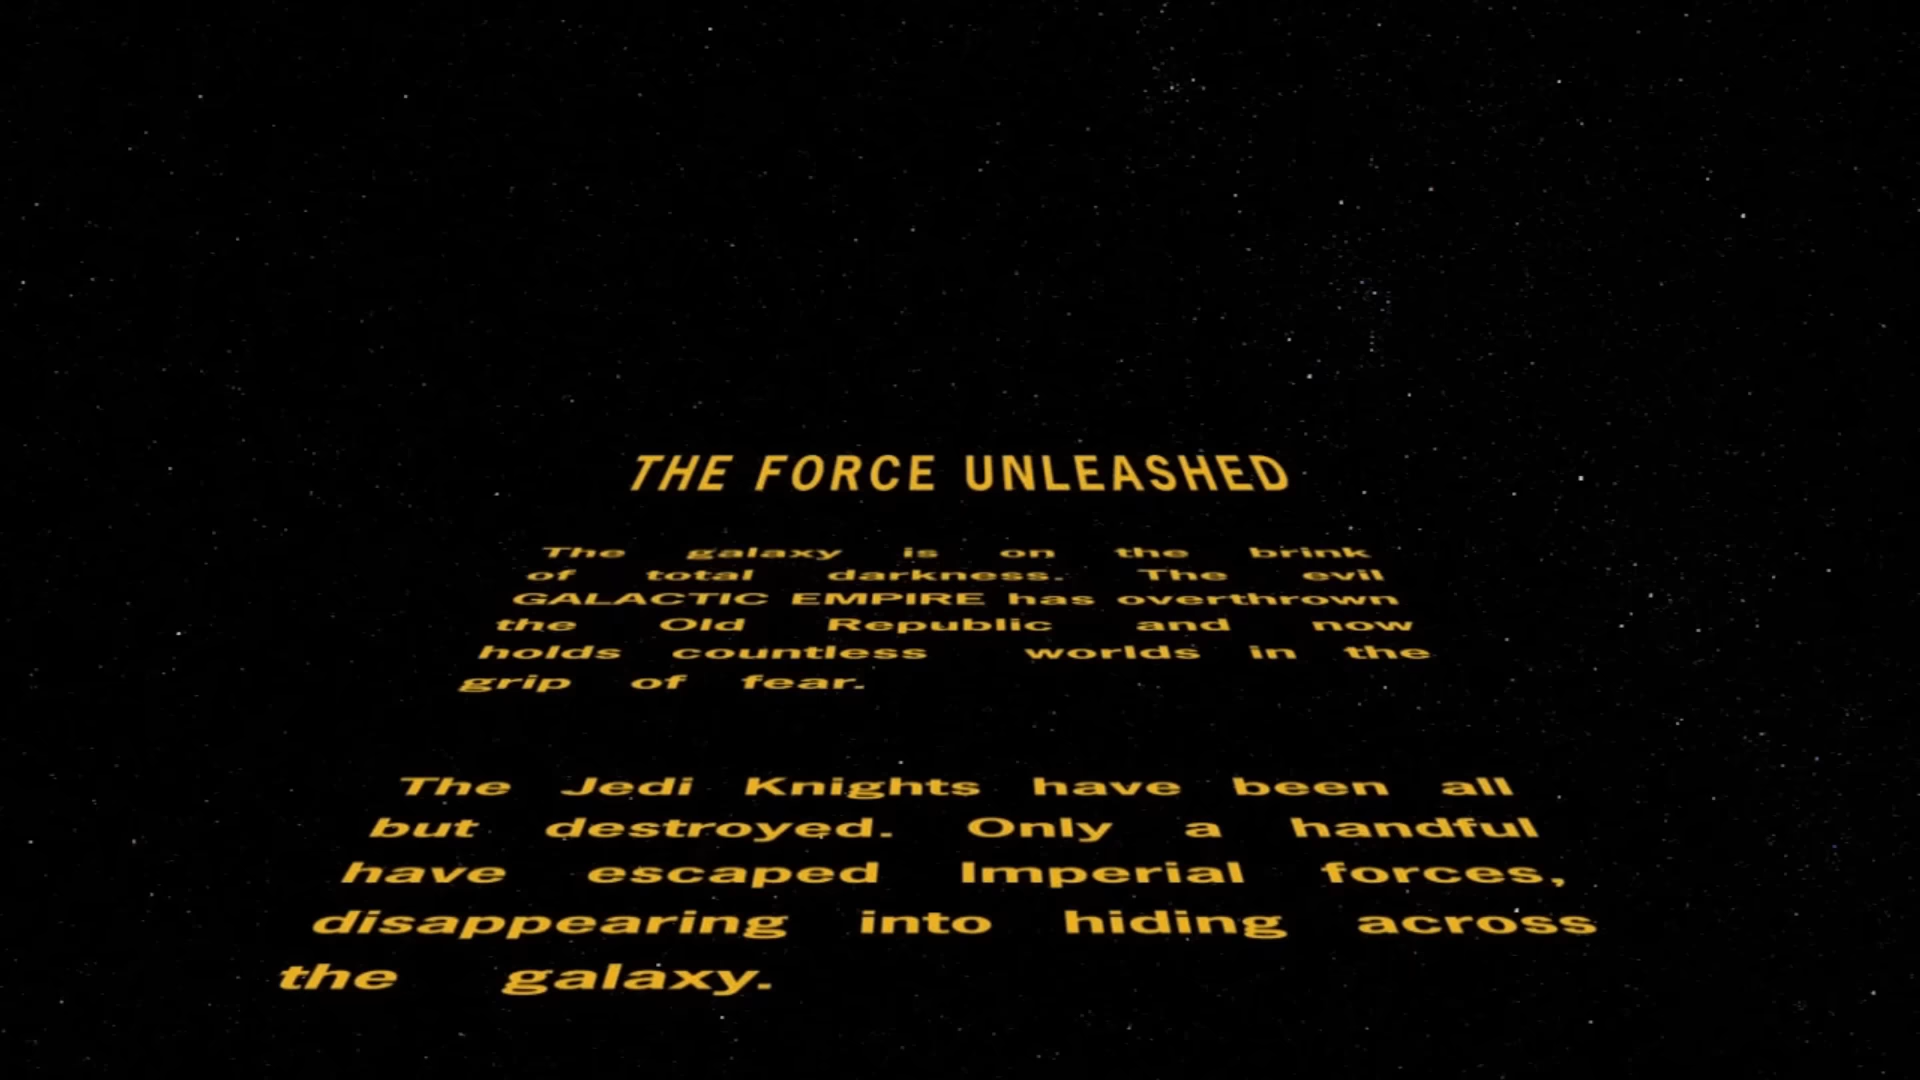 THE FORCE UNLEASHED
The galaxy is on the brink
of total darkness. The evil
GALACTIC EMPIRE has overthrown
the Old Republic and now
holds countless worlds in the
grip of fear.
The Jedi Knights have been all
but destroyed. Only a handful
have escaped Imperial forces,
disappearing into hiding across
the galaxy.